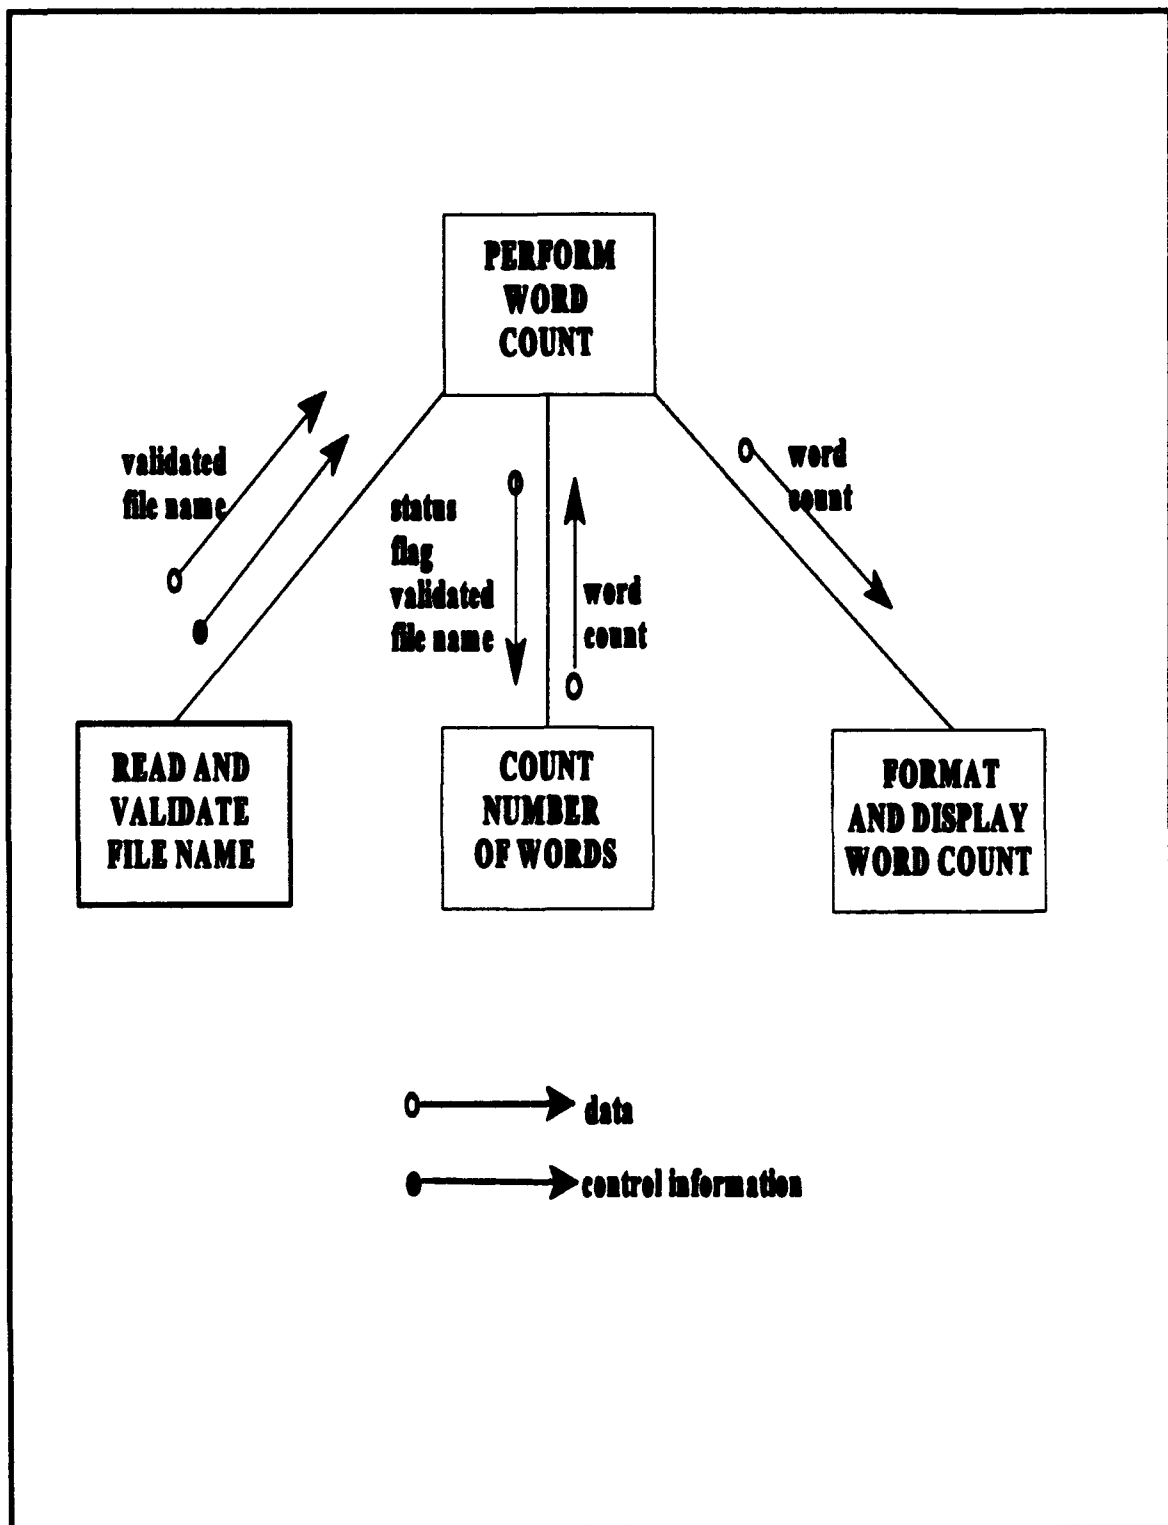 PERFORM
WORD
COUNT
validated
file name
status
flag
validated
file name
word
count
word
count
READ AND
VALIDATE
FILE NAME
COUNT
NUMBER
OF WORDS
FORMAT
AND DISPLAY
WORD COUNT
data
control information